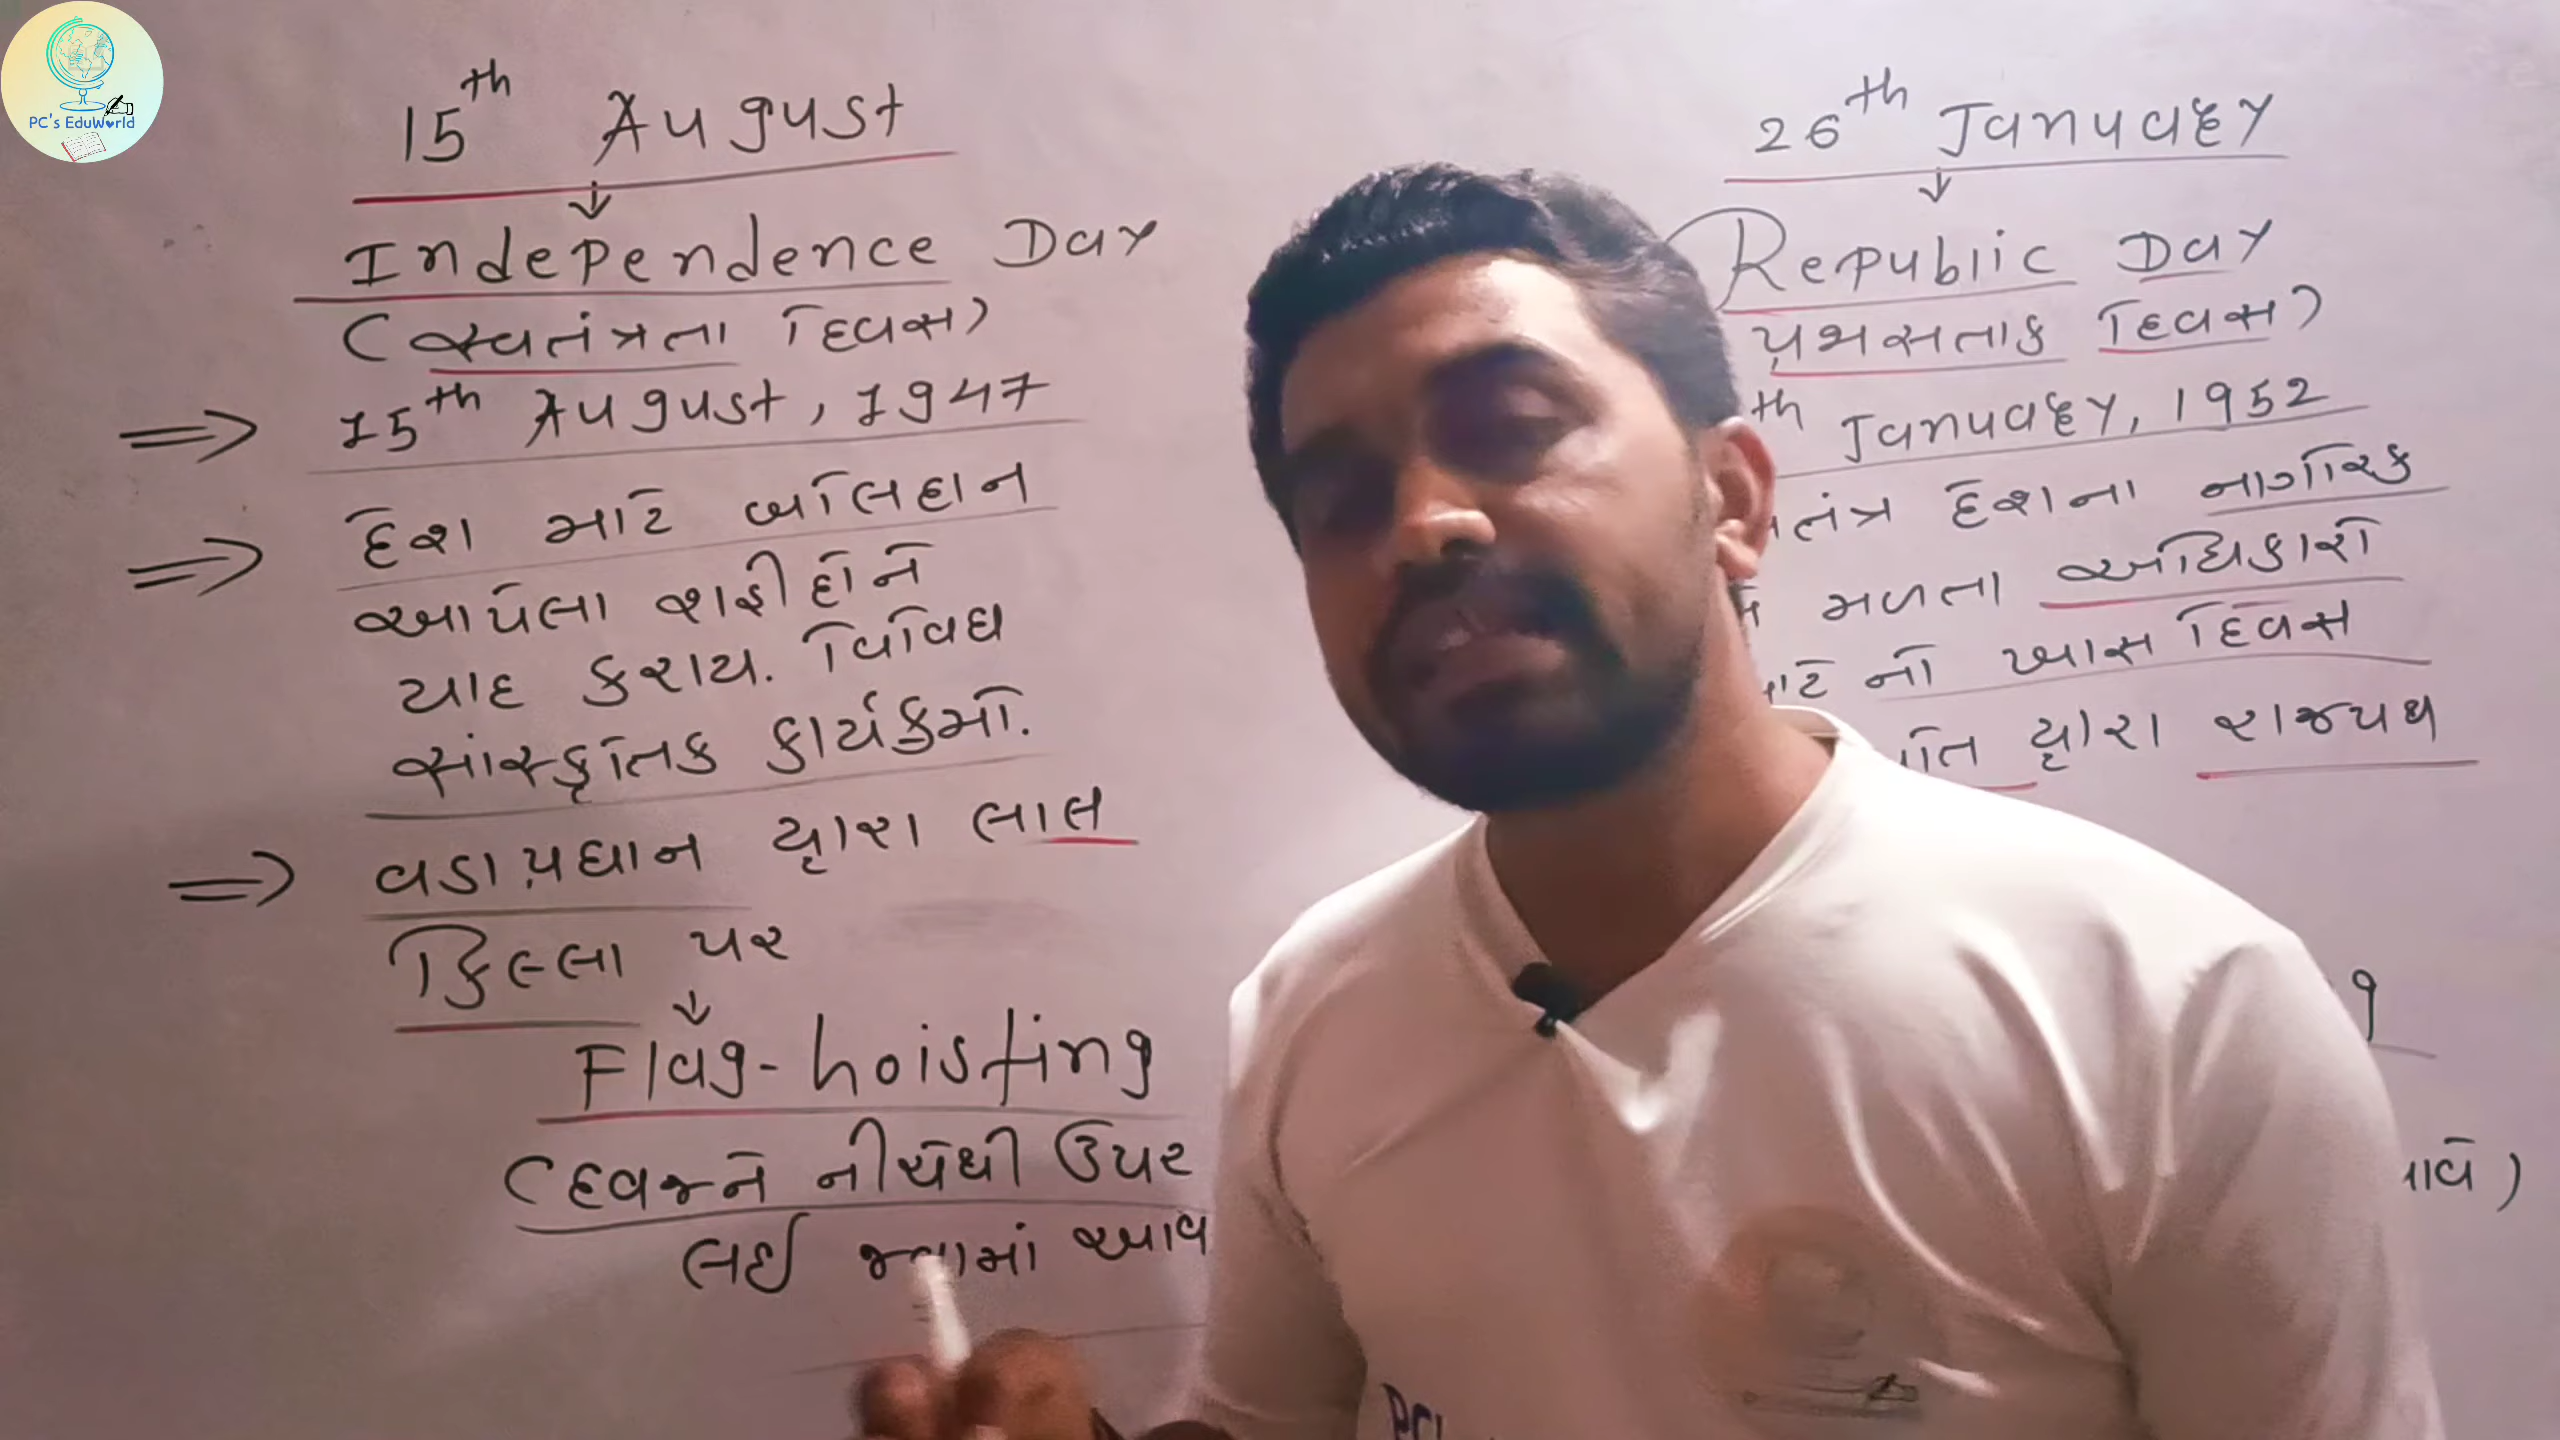 PC's EduWorld
15th August
Independence Day
(સ્વતંત્રતા દિવસ)
15th August, 1947
દેશ માટે બલિદાન
આપેલા શહીદોને
યાદ કરાય. વિવિધ
સાંસ્કૃતિક કાર્યક્રમો.
વડાપ્રધાન દ્વારા લાલ
કિલ્લા પર
Flag-hoisting
(દવજને નીચેથી ઉપર
લઈ જવામાં આવ
26th January
Republic Day
પ્રજાસતાક દિવસ)
th January, 1952
દેશના નાગરિક
મળતા અધિકારો
નો ખાસ દિવસ
દ્વારા રાજપથ
g